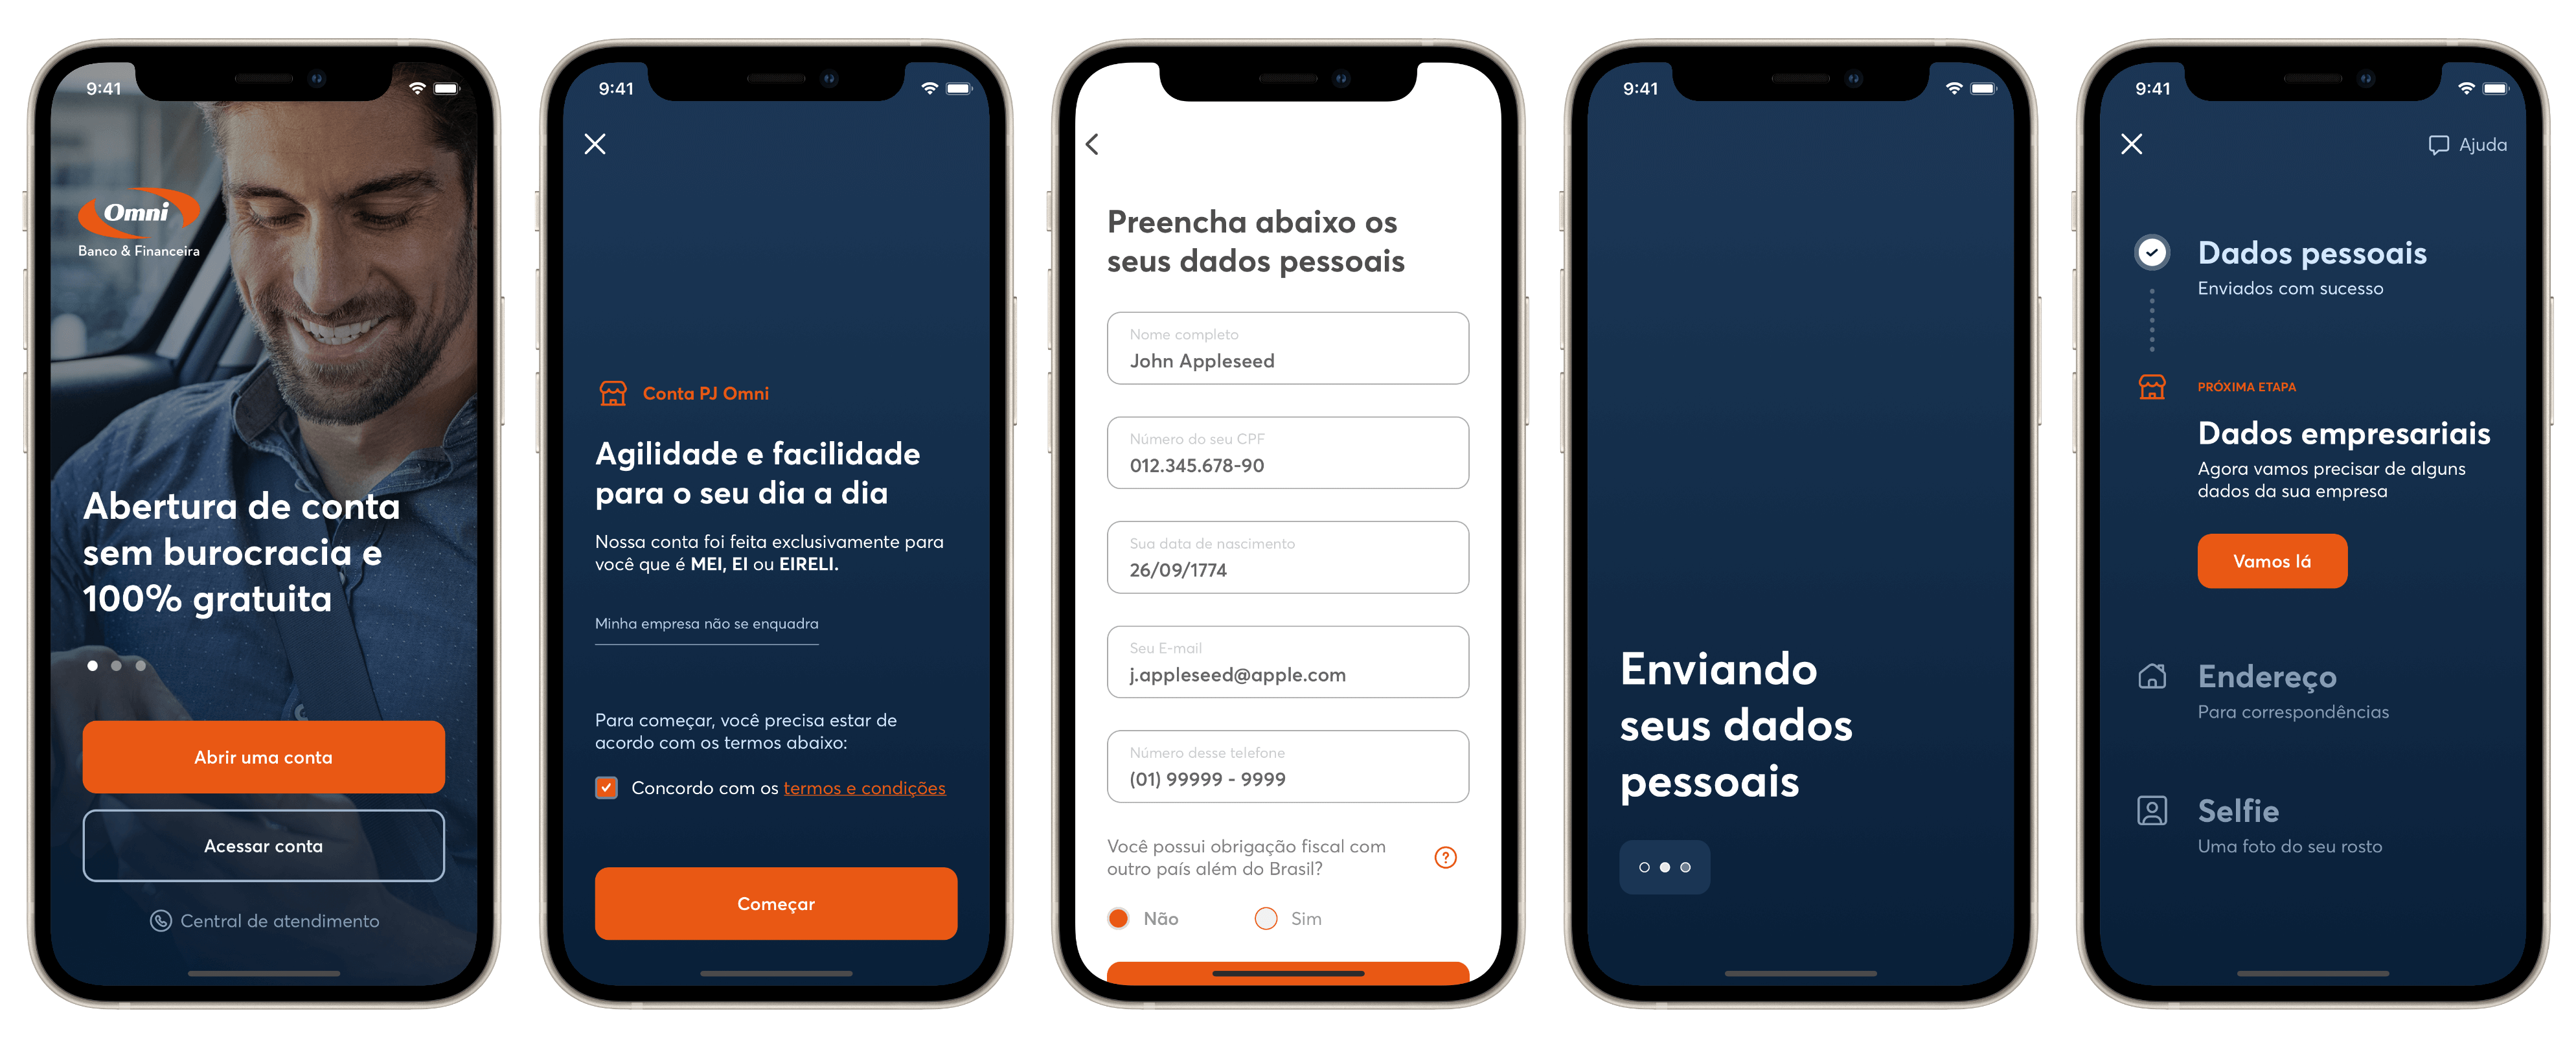 9:41
Omni
Banco & Financeira
Abertura de conta
sem burocracia e
100% gratuita
Abrir uma conta
Acessar conta
Central de atendimento
9:41
Conta PJ Omni
Agilidade e facilidade
para o seu dia a dia
Nossa conta foi feita exclusivamente para
você que é MEI, EI ou EIRELI.
Minha empresa não se enquadra
Para começar, você precisa estar de
acordo com os termos abaixo:
Concordo com os termos e condições
Começar
Preencha abaixo os
seus dados pessoais
Nome completo
John Appleseed
Número do seu CPF
012.345.678-90
Sua data de nascimento
26/09/1774
Seu E-mail
j.appleseed@apple.com
Número desse telefone
(01) 99999 - 9999
Você possui obrigação fiscal com
outro país além do Brasil?
?
Não
Sim
9:41
Enviando
seus dados
pessoais
9:41
Ajuda
Dados pessoais
Enviados com sucesso
PRÓXIMA ETAPA
Dados empresariais
Agora vamos precisar de alguns
dados da sua empresa
Vamos lá
Endereço
Para correspondências
Selfie
Uma foto do seu rosto